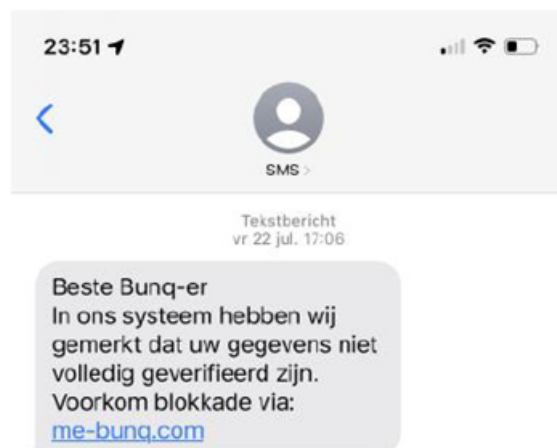 23:51
SMS
Tekstbericht
vr 22 jul. 17:06
Beste Bunq-er
In ons systeem hebben wij
gemerkt dat uw gegevens niet
volledig geverifieerd zijn.
Voorkom blokkade via:
me-bunq.com